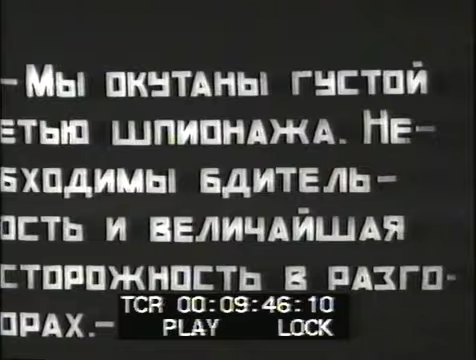 -Мы окутаны густой
етью шпионажа. Не-
бходимы бдитель-
ость и величайшая
сторожность в разго-
орах.-
TCR 00:09:46:10
PLAY LOCK